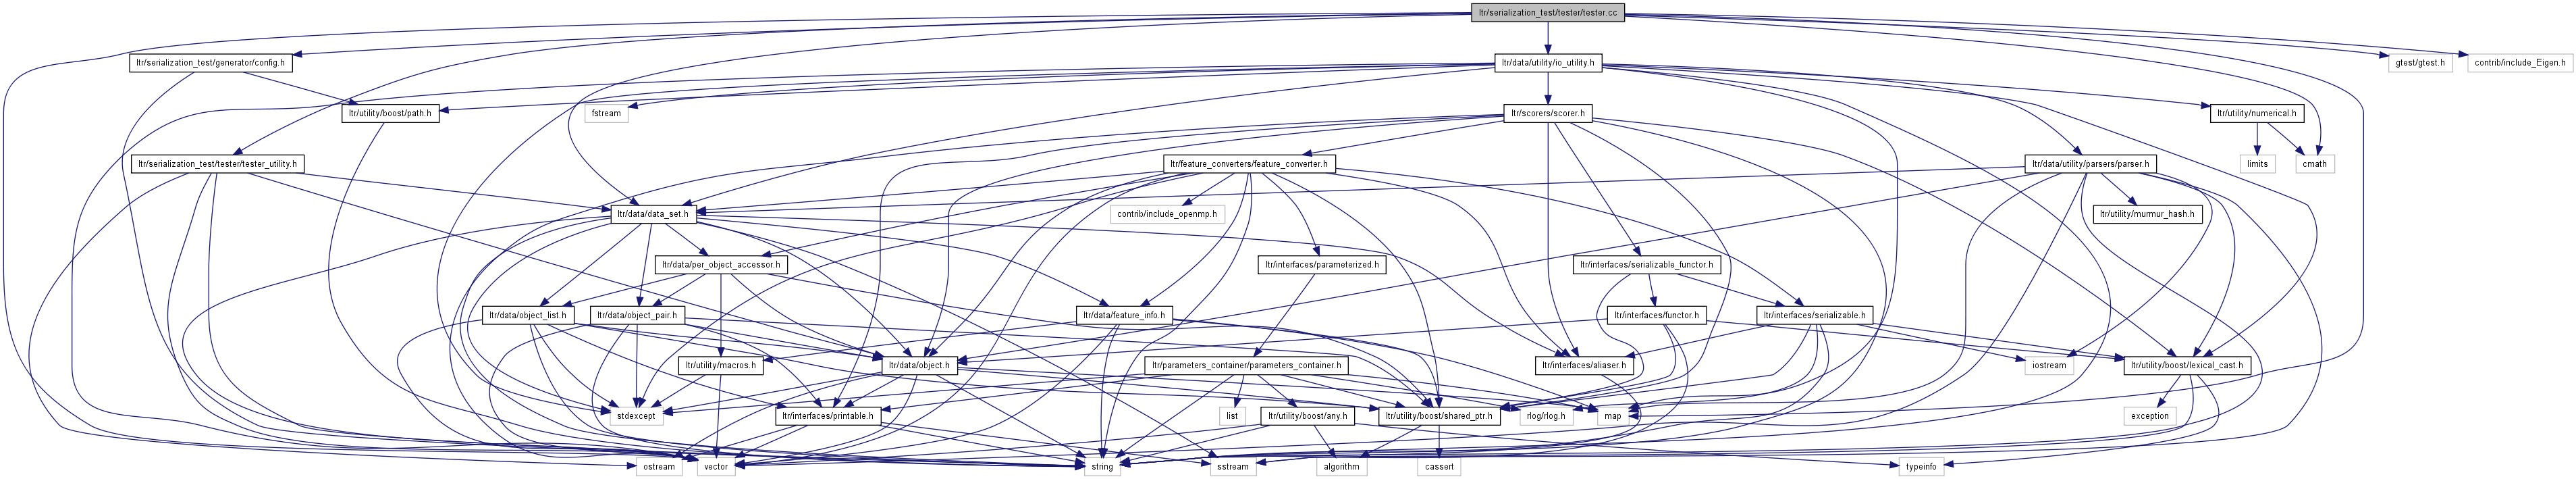 ltr/serialization_test/tester/tester.cc
ltr/serialization_test/generator/config.h
ltr/data/utility/io_utility.h
gtest/gtest.h
contrib/include_Eigen.h
ltr/utility/boost/path.h
fstream
ltr/scorers/scorer.h
ltr/utility/numerical.h
ltr/serialization_test/tester/tester_utility.h
ltr/feature_converters/feature_converter.h
ltr/data/utility/parsers/parser.h
limits
cmath
ltr/data/data_set.h
contrib/include_openmp.h
ltr/utility/murmur_hash.h
ltr/data/per_object_accessor.h
ltr/interfaces/parameterized.h
ltr/interfaces/serializable_functor.h
ltr/data/object_list.h
ltr/data/object_pair.h
ltr/data/feature_info.h
ltr/interfaces/functor.h
ltr/interfaces/serializable.h
ltr/utility/macros.h
ltr/data/object.h
ltr/parameters_container/parameters_container.h
ltr/interfaces/aliaser.h
iostream
ltr/utility/boost/lexical_cast.h
stdexcept
ltr/interfaces/printable.h
list
ltr/utility/boost/any.h
ltr/utility/boost/shared_ptr.h
rlog/rlog.h
map
exception
ostream
vector
string
sstream
algorithm
cassert
typeinfo